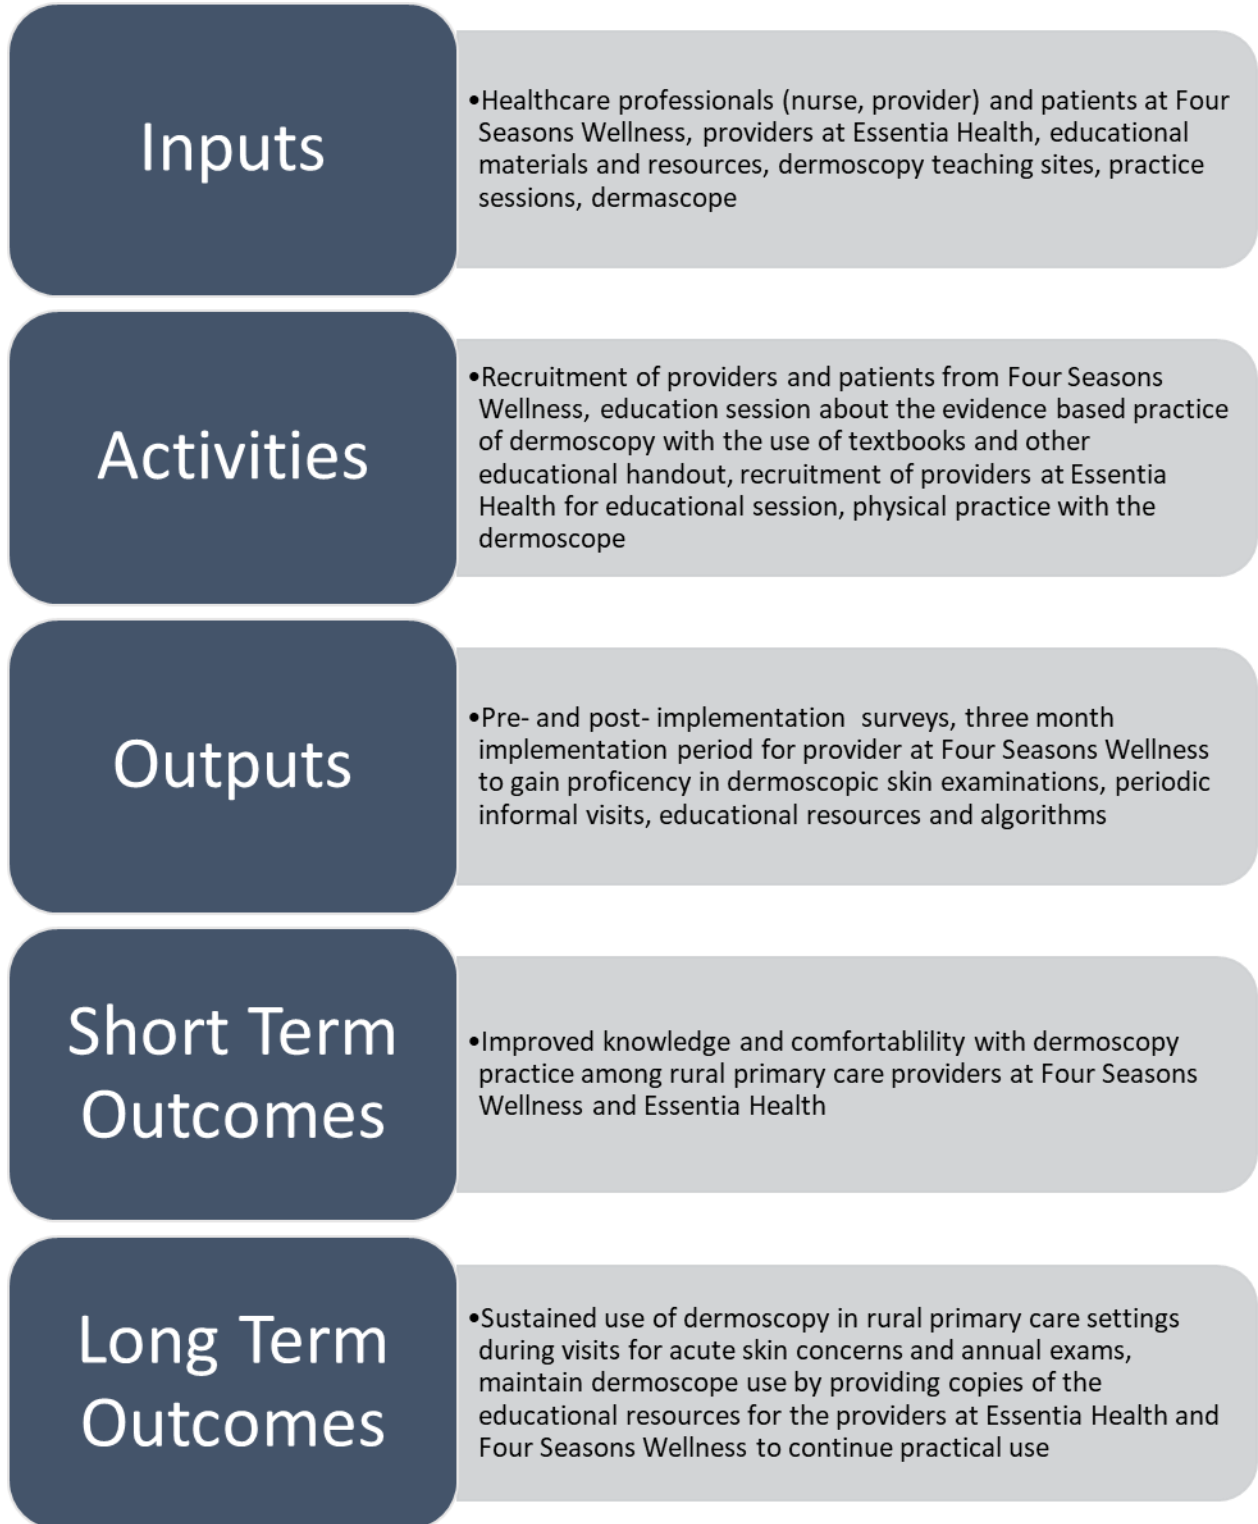 Inputs
•Healthcare professionals (nurse, provider) and patients at Four
Seasons Wellness, providers at Essentia Health, educational
materials and resources, dermoscopy teaching sites, practice
sessions, dermascope
Activities
•Recruitment of providers and patients from Four Seasons
Wellness, education session about the evidence based practice
of dermoscopy with the use of textbooks and other
educational handout, recruitment of providers at Essentia
Health for educational session, physical practice with the
dermoscope
Outputs
•Pre- and post- implementation surveys, three month
implementation period for provider at Four Seasons Wellness
to gain proficency in dermoscopic skin examinations, periodic
informal visits, educational resources and algorithms
Short Term
Outcomes
•Improved knowledge and comfortablility with dermoscopy
practice among rural primary care providers at Four Seasons
Wellness and Essentia Health
Long Term
Outcomes
•Sustained use of dermoscopy in rural primary care settings
during visits for acute skin concerns and annual exams,
maintain dermoscope use by providing copies of the
educational resources for the providers at Essentia Health and
Four Seasons Wellness to continue practical use